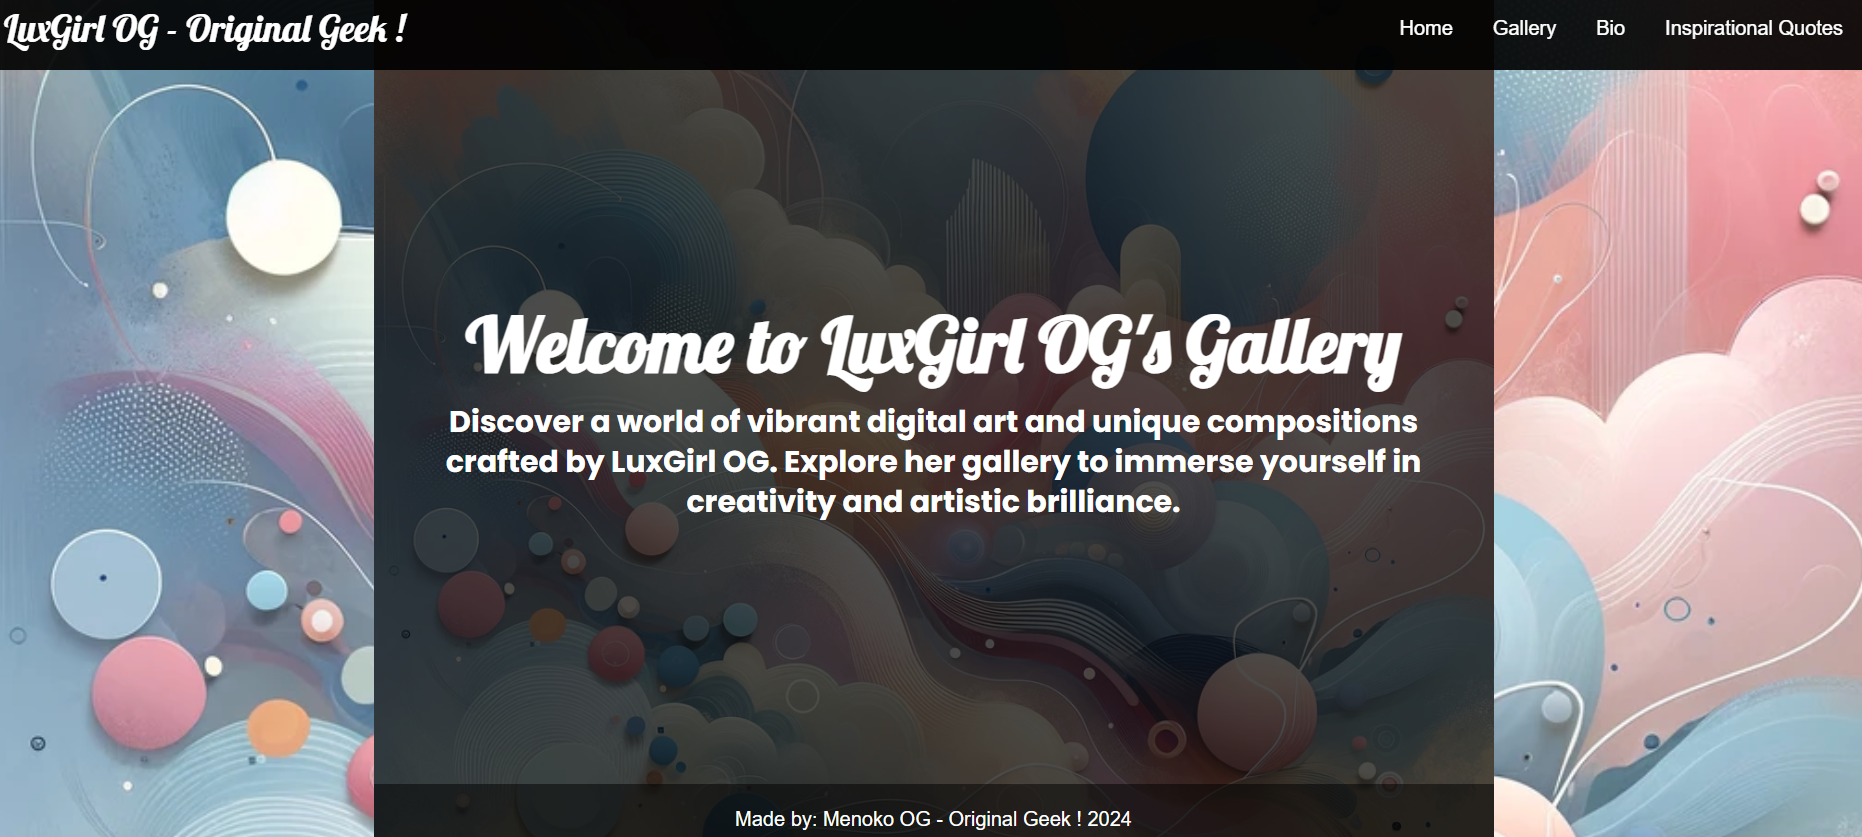 LuxGirl OG - Original Geek !
Home
Gallery
Bio
Inspirational Quotes
Welcome to LuxGirl OG's Gallery
Discover a world of vibrant digital art and unique compositions
crafted by LuxGirl OG. Explore her gallery to immerse yourself in
creativity and artistic brilliance.
Made by: Menoko OG - Original Geek ! 2024